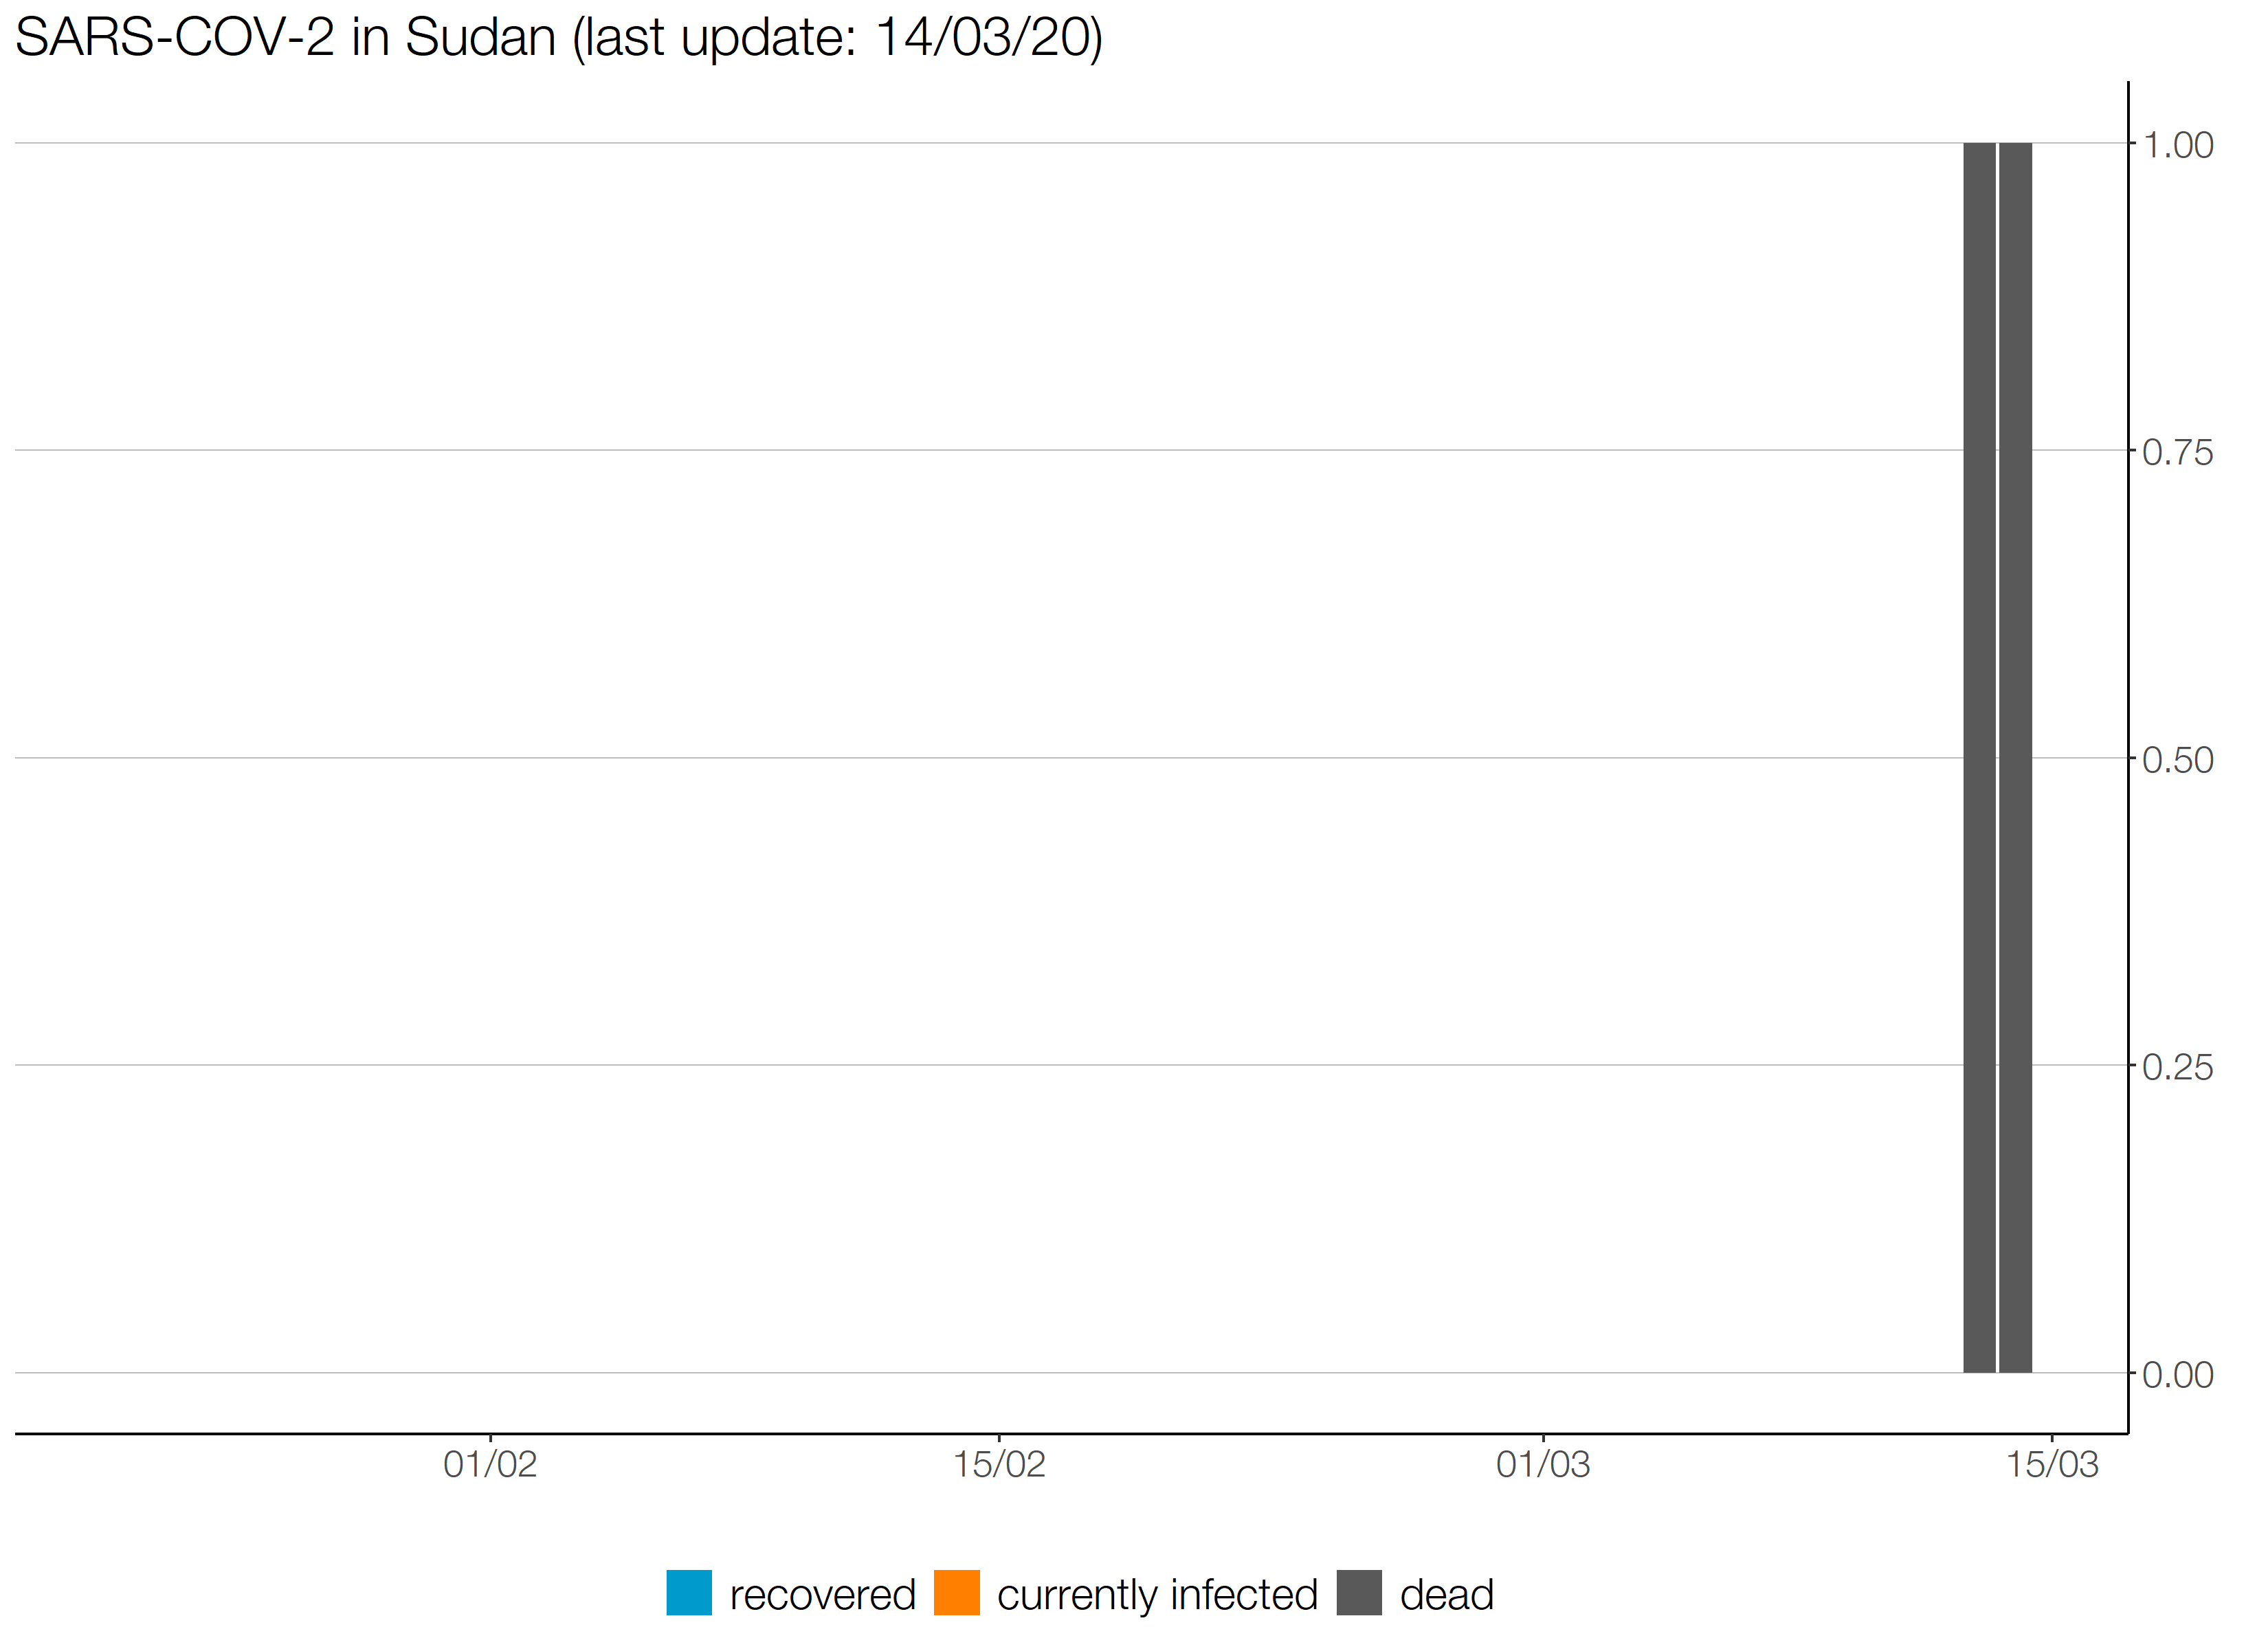 SARS-COV-2 in Sudan (last update: 14/03/20)
1.00
0.75
0.50
0.25
0.00
01/02 15/02 01/03 15/03
recovered currently infected dead